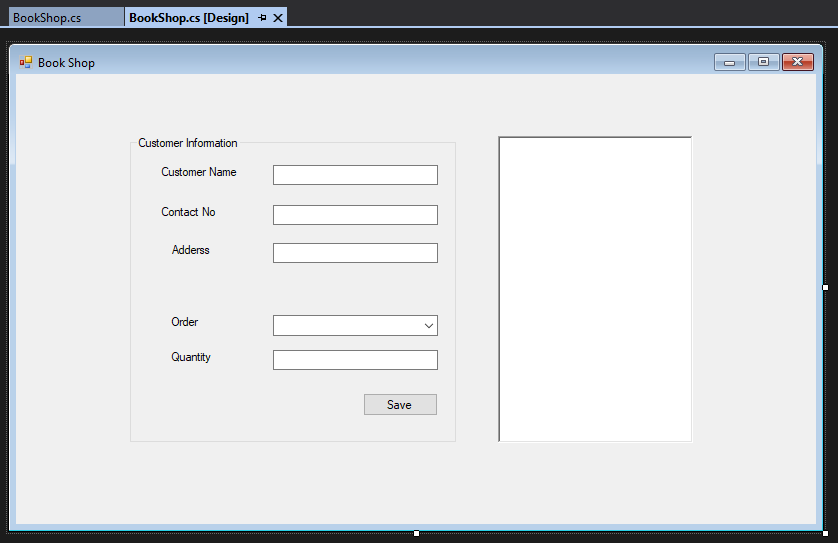 BookShop.cs
BookShop.cs [Design]
Book Shop
Customer Information
Customer Name
Contact No
Adderss
Order
Quantity
Save